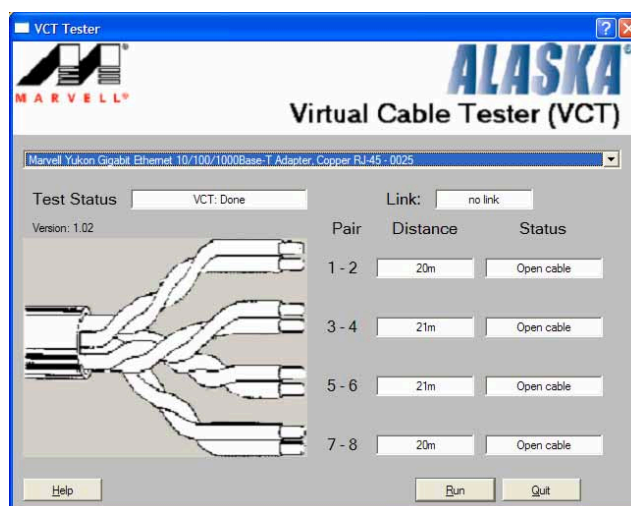 VCT Tester
MARVELL®
ALASKA®
Virtual Cable Tester (VCT)
Marvell Yukon Gigabit Ethernet 10/100/1000Base-T Adapter, Copper RJ-45 - 0025
Test Status VCT: Done Link: no link
Version: 1.02 Pair Distance Status
1 - 2 20m Open cable
3 - 4 21m Open cable
5 - 6 21m Open cable
7 - 8 20m Open cable
Help Run Quit